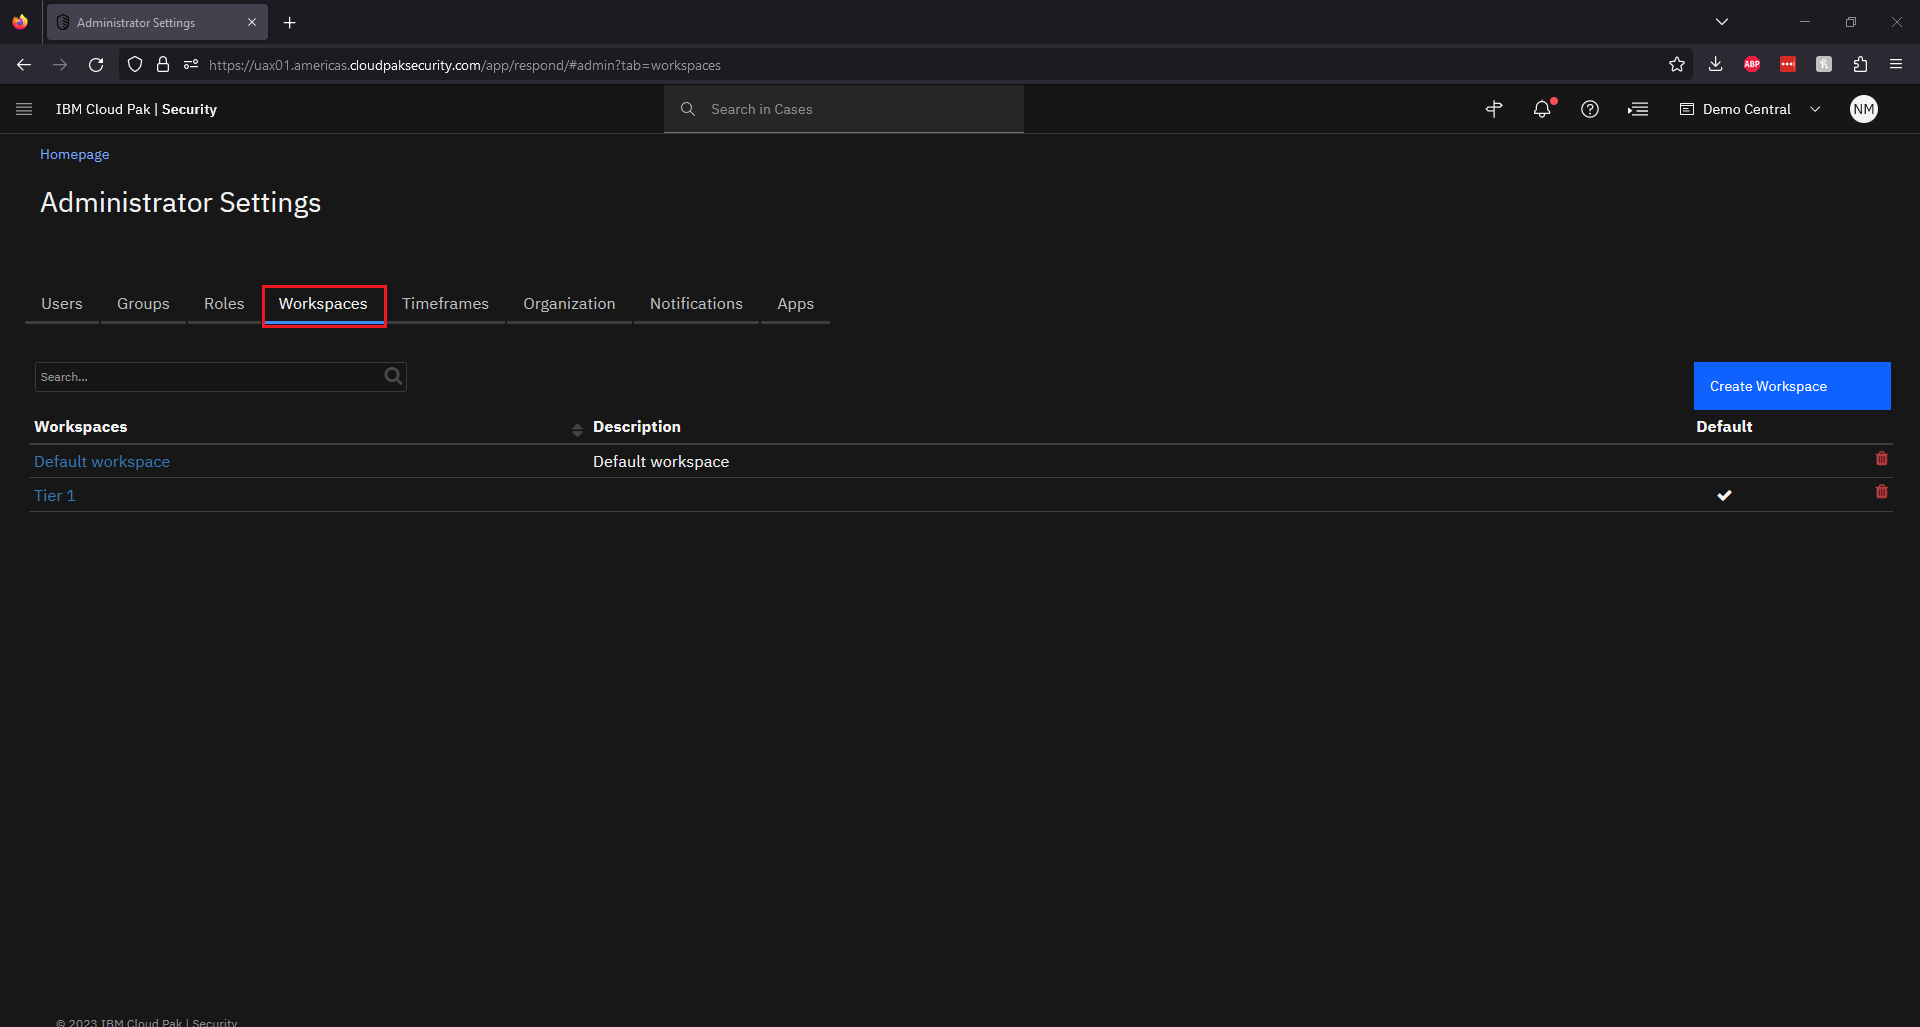 Administrator Settings
https://uax01.americas.cloudpaksecurity.com/app/respond/#admin?tab=workspaces
ABP
IBM Cloud Pak | Security
Search in Cases
Demo Central
NM
Homepage
Administrator Settings
Users Groups Roles Workspaces Timeframes Organization Notifications Apps
Search...
Create Workspace
Workspaces Description Default
Default workspace Default workspace
Tier 1
© 2023 IBM Cloud Pak | Security